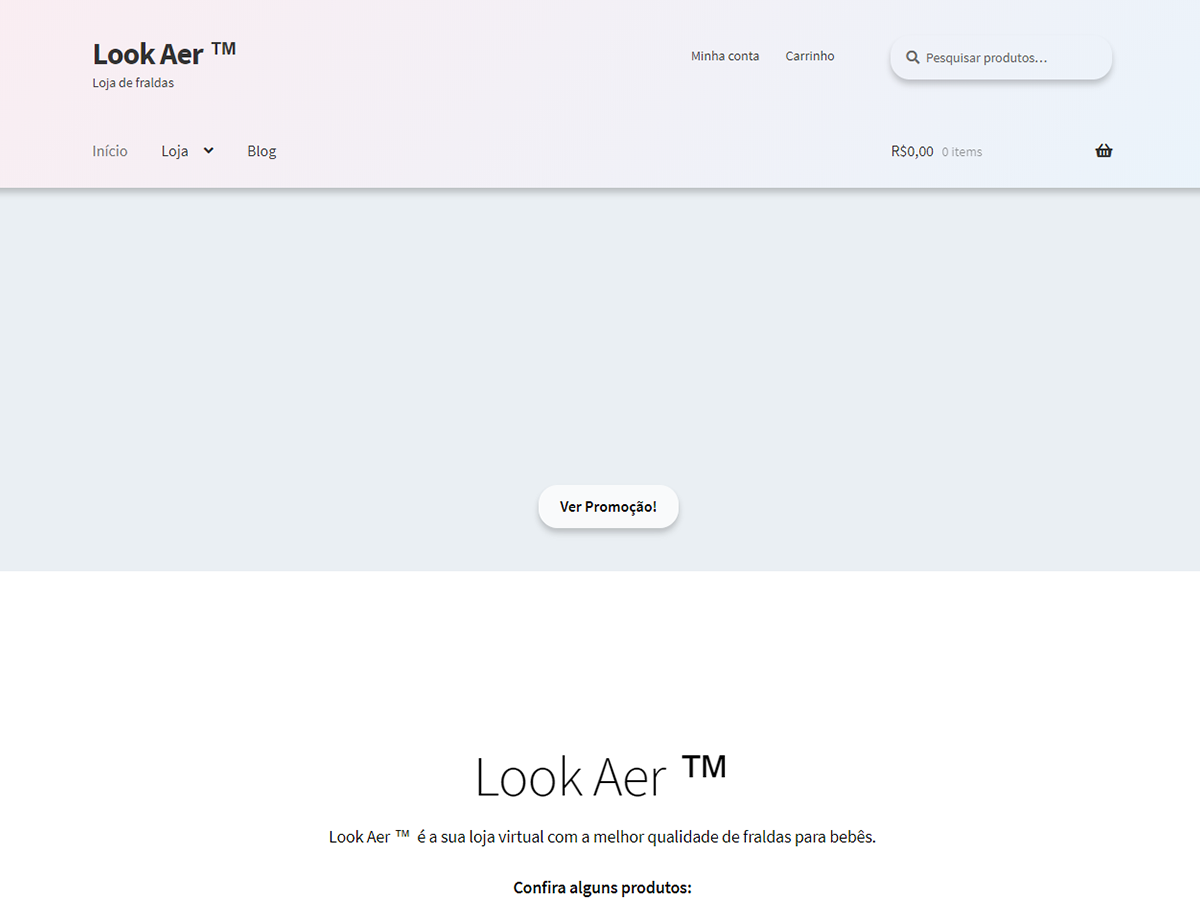 Look Aer ™
Loja de fraldas
Minha conta
Carrinho
Pesquisar produtos…
Início
Loja
Blog
R$0,00 0 items
Ver Promoção!
Look Aer ™
Look Aer ™ é a sua loja virtual com a melhor qualidade de fraldas para bebês.
Confira alguns produtos: